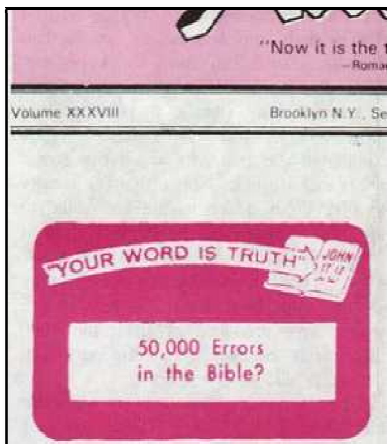 "Now it is the t
–Roma
Volume XXXVIII
Brooklyn N.Y., Se
"YOUR WORD IS TRUTH"
JOHN
17:17
50,000 Errors
in the Bible?